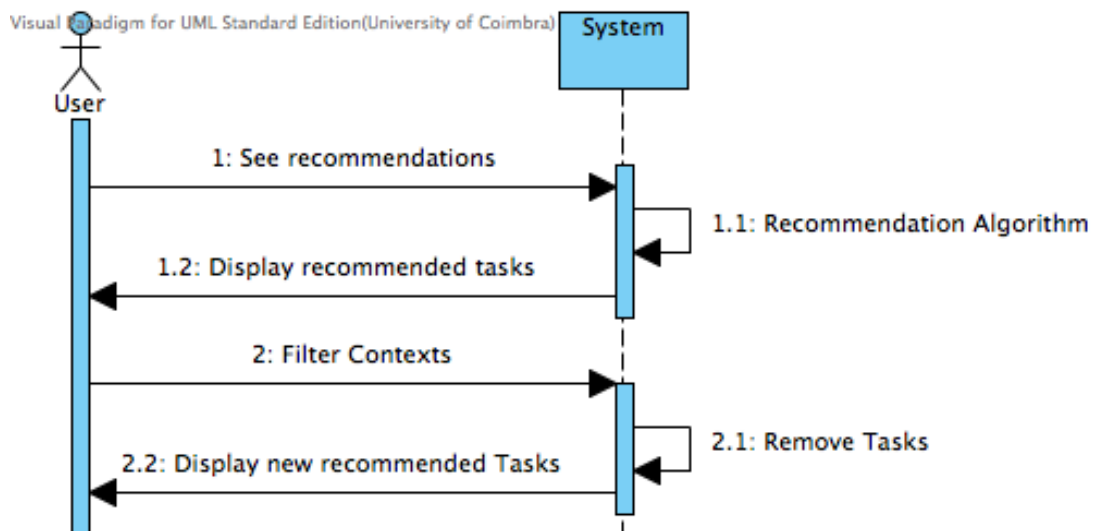 Visual Paradigm for UML Standard Edition(University of Coimbra)
System
User
1: See recommendations
1.1: Recommendation Algorithm
1.2: Display recommended tasks
2: Filter Contexts
2.1: Remove Tasks
2.2: Display new recommended Tasks